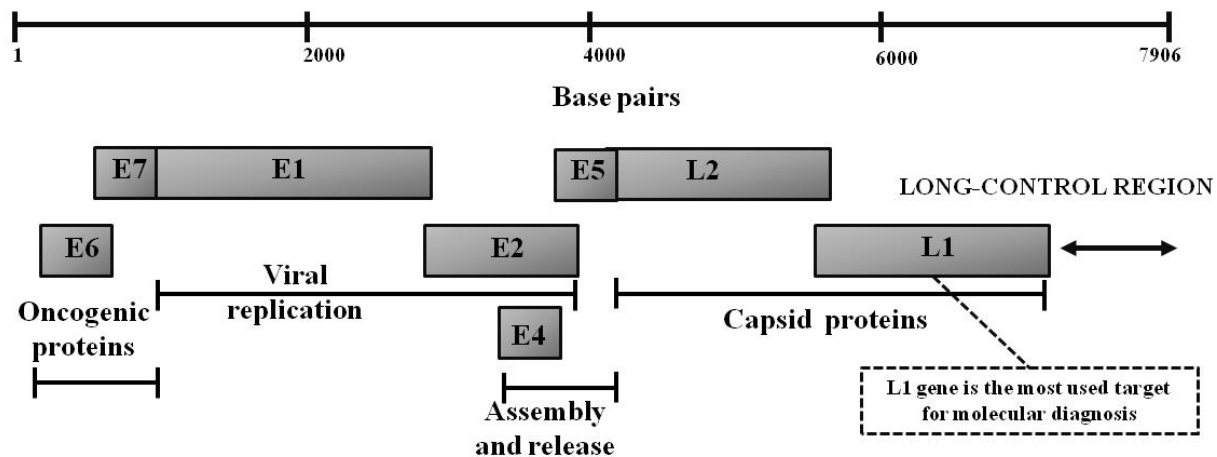 1 2000 4000 6000 7906
Base pairs
E7 E1 E5 L2
LONG-CONTROL REGION
E6 E2 L1
Viral
replication
Oncogenic
proteins
E4
Capsid proteins
Assembly
and release
L1 gene is the most used target
for molecular diagnosis